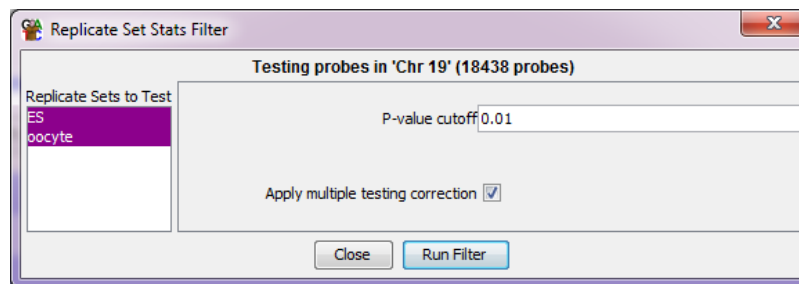 Replicate Set Stats Filter
Testing probes in 'Chr 19' (18438 probes)
Replicate Sets to Test
ES
oocyte
P-value cutoff 0.01
Apply multiple testing correction
Close
Run Filter